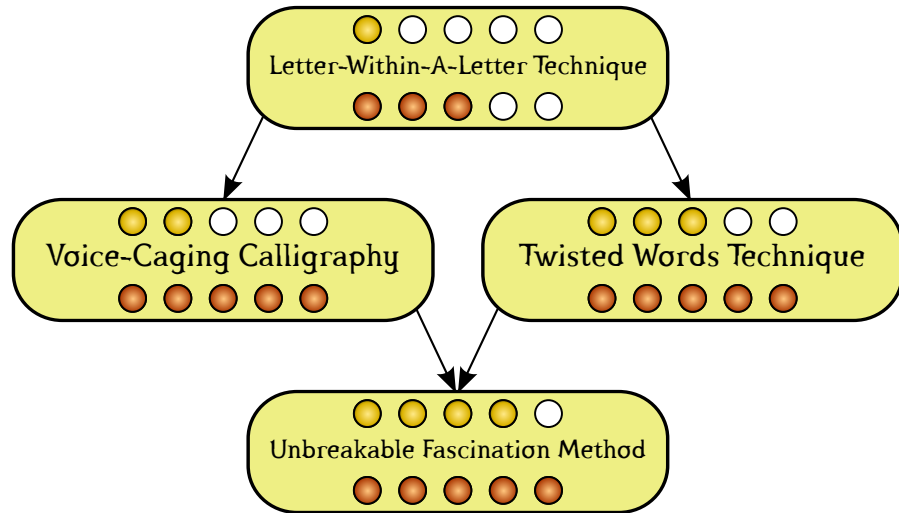 Letter-Within-A-Letter Technique
Voice-Caging Calligraphy
Twisted Words Technique
Unbreakable Fascination Method